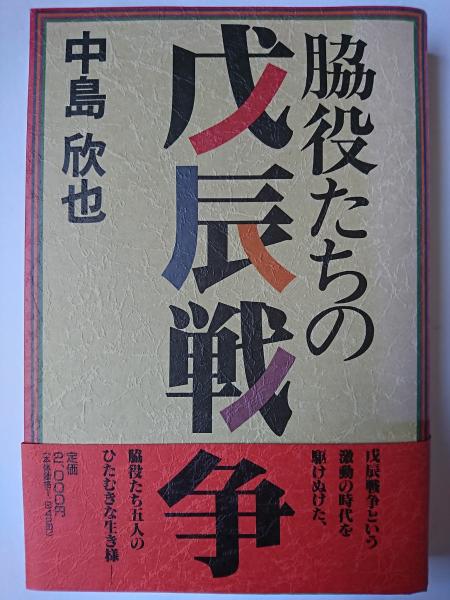 脇役たちの
戊辰戦争
中島欣也
戊辰戦争という
激動の時代を
駆けぬけた、
脇役たち五人の
ひたむきな生き様―
定価
2,000円